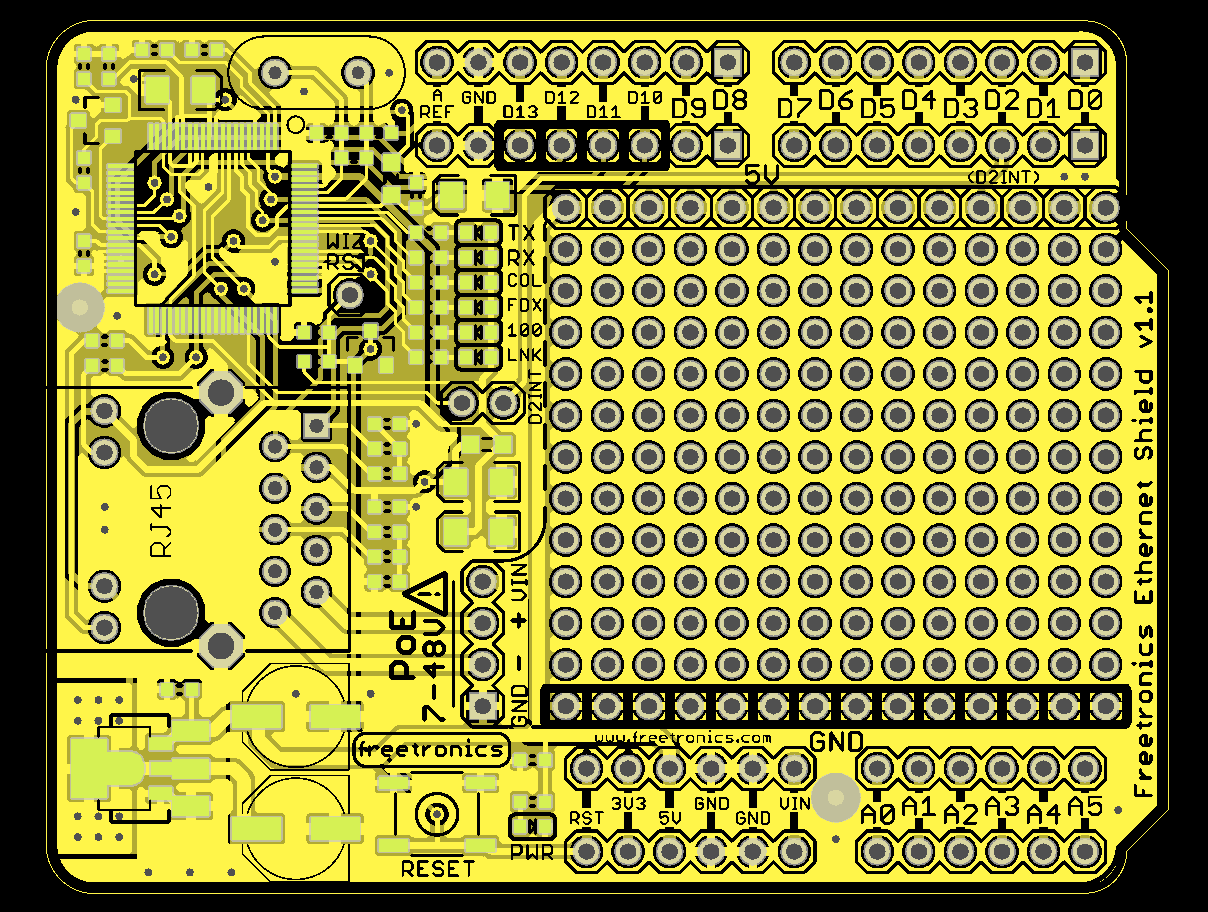 A REF GND D13 D12 D11 D10 D9 D8 D7 D6 D5 D4 D3 D2 D1 D0
5V (D2INT)
WIZ
RST
TX
RX
COL
FDX
100
LNK
D2INT
RJ45
PoE
7-48V
GND - + VIN
Freetronics Ethernet Shield v1.1
www.freetronics.com GND
freetronics
RST 3V3 5V GND GND VIN A0 A1 A2 A3 A4 A5
PWR
RESET